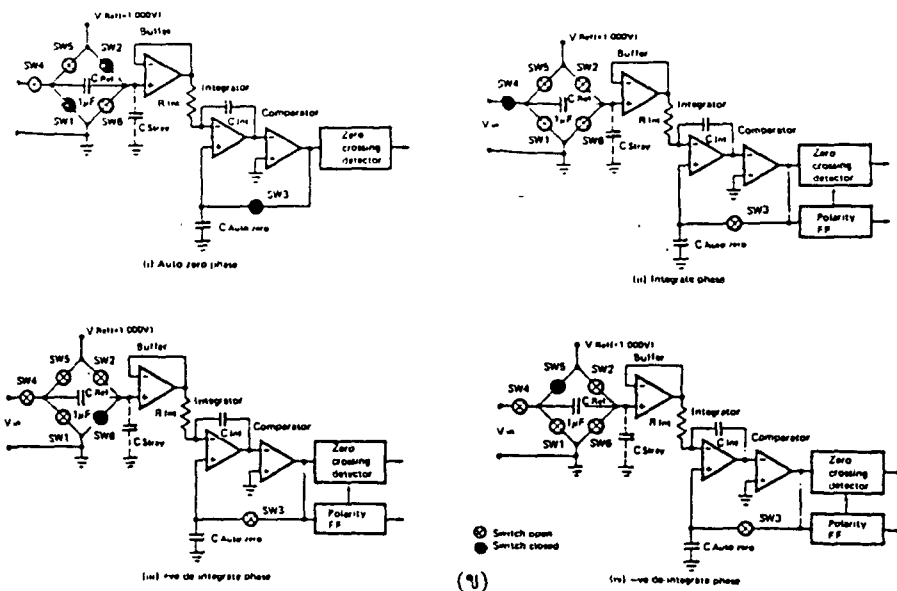 V Ref(+1.000V)
Buffer
SW5
SW2
SW4
C Ref
1µF
SW1
SW6
C Stray
R Int
Integrator
C Int
Comparator
Zero
crossing
detector
SW3
C Auto zero
(i) Auto zero phase
V Ref(+1.000V)
Buffer
SW5
SW2
SW4
C Ref
V in
1µF
SW1
SW6
C Stray
R Int
Integrator
C Int
Comparator
Zero
crossing
detector
SW3
Polarity
FF
C Auto zero
(ii) Integrate phase
V Ref(+1.000V)
Buffer
SW5
SW2
SW4
C Ref
V in
1µF
SW1
SW6
C Stray
R Int
Integrator
C Int
Comparator
Zero
crossing
detector
SW3
Polarity
FF
C Auto zero
(iii) +ve de integrate phase
V Ref(+1.000V)
Buffer
SW5
SW2
SW4
C Ref
V in
1µF
SW1
SW6
C Stray
R Int
Integrator
C Int
Comparator
Zero
crossing
detector
SW3
Polarity
FF
C Auto zero
Switch open
Switch closed
(ข)
(iv) -ve de integrate phase